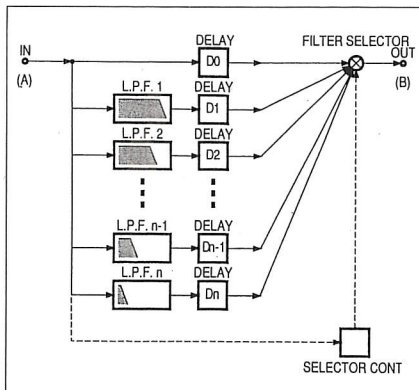 DELAY
FILTER SELECTOR
IN
D0
OUT
(A)
(B)
L.P.F. 1
DELAY
D1
L.P.F. 2
DELAY
D2
L.P.F. n-1
DELAY
Dn-1
L.P.F. n
DELAY
Dn
SELECTOR CONT